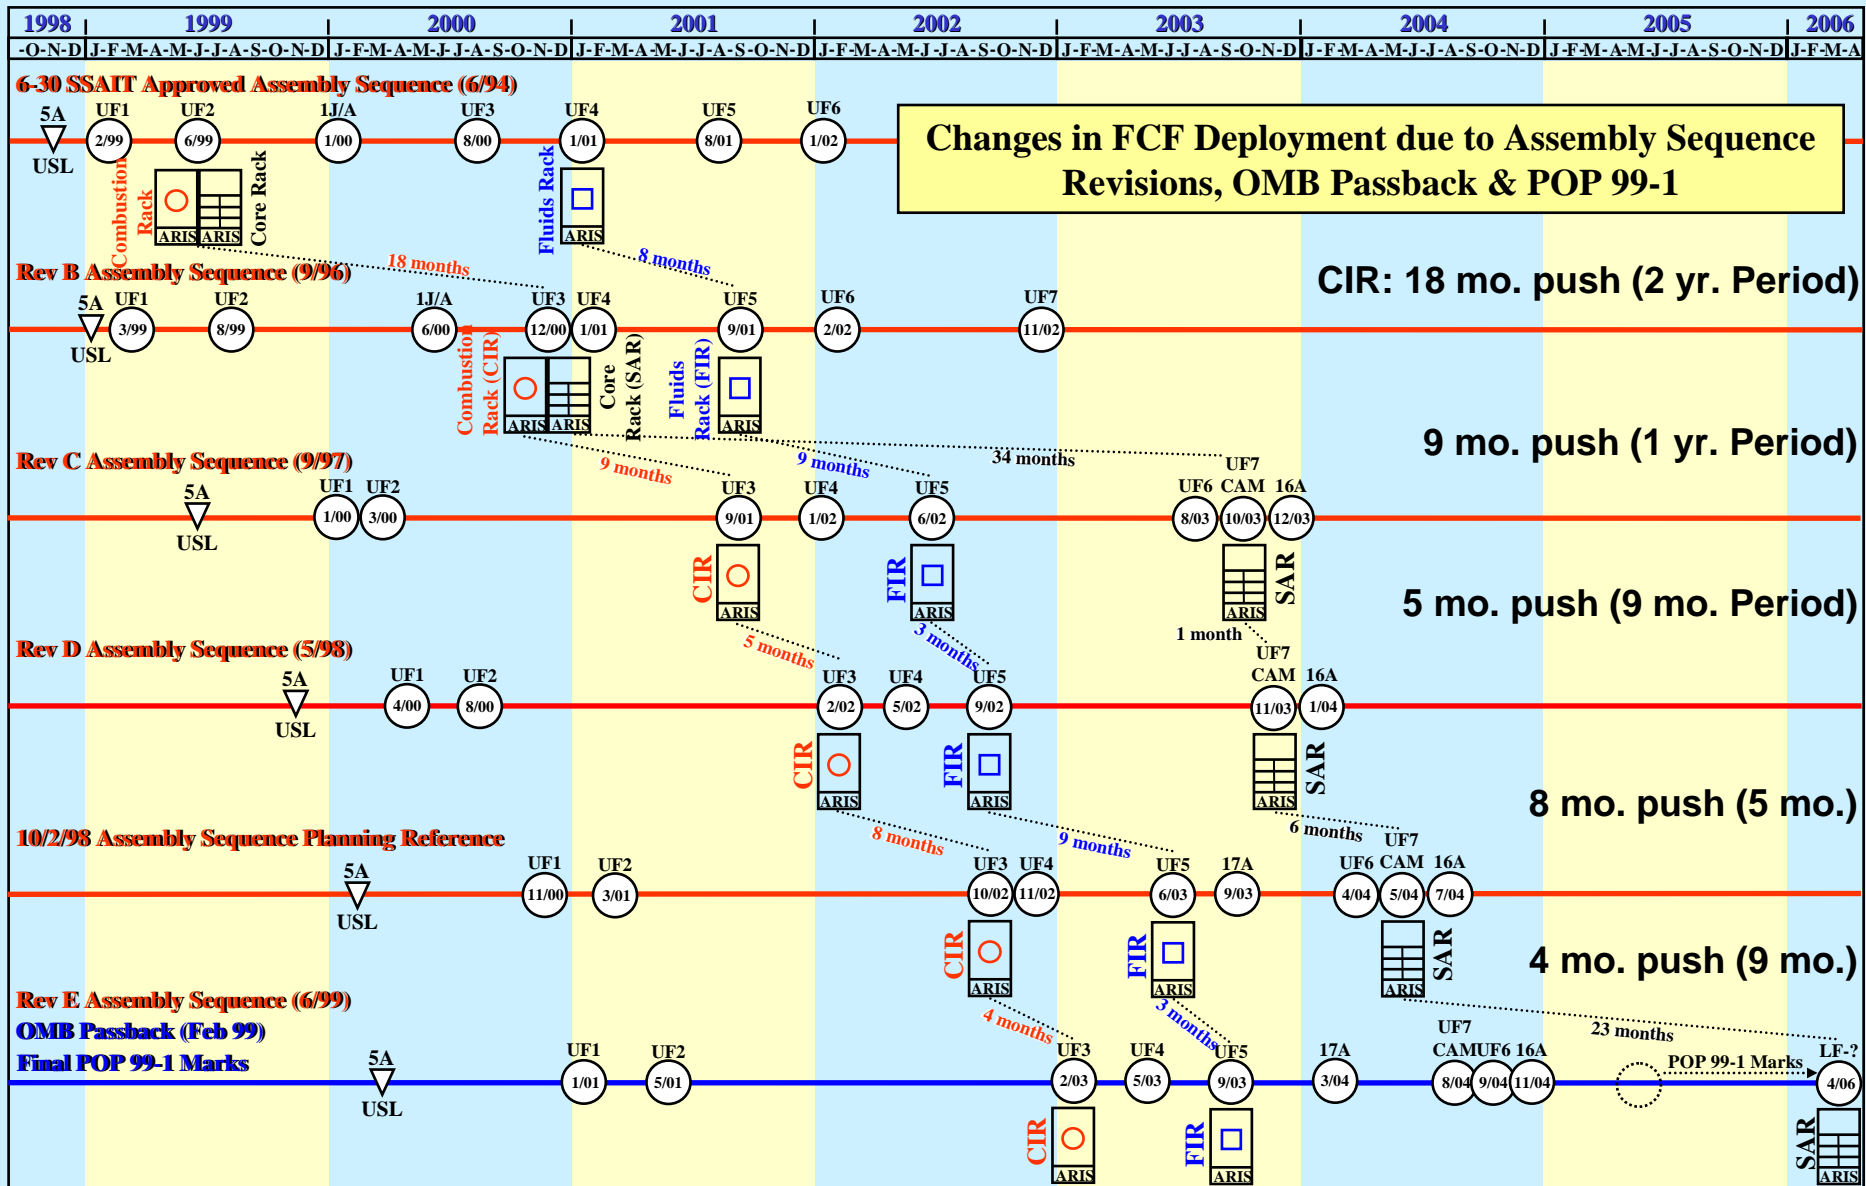 1998 1999 2000 2001 2002 2003 2004 2005 2006
-O-N-D J-F-M-A-M-J-J-A-S-O-N-D J-F-M-A-M-J-J-A-S-O-N-D J-F-M-A-M-J-J-A-S-O-N-D J-F-M-A-M-J-J-A-S-O-N-D J-F-M-A-M-J-J-A-S-O-N-D J-F-M-A-M-J-J-A-S-O-N-D J-F-M-A-M-J-J-A-S-O-N-D J-F-M-A
Changes in FCF Deployment due to Assembly Sequence
Revisions, OMB Passback & POP 99-1
6-30 SSAIT Approved Assembly Sequence (6/94)
5A UF1 UF2 1J/A UF3 UF4 UF5 UF6
2/99 6/99 1/00 8/00 1/01 8/01 1/02
USL
Combustion
Rack
Core Rack
Fluids Rack
ARIS ARIS ARIS
18 months
8 months
CIR: 18 mo. push (2 yr. Period)
Rev B Assembly Sequence (9/96)
5A UF1 UF2 1J/A UF3 UF4 UF5 UF6 UF7
3/99 8/99 6/00 12/00 1/01 9/01 2/02 11/02
USL
Combustion
Rack (CIR)
Core
Rack (SAR)
Fluids
Rack (FIR)
ARIS ARIS ARIS
9 months
9 months
34 months
9 mo. push (1 yr. Period)
Rev C Assembly Sequence (9/97)
UF7
5A UF1 UF2 UF3 UF4 UF5 UF6 CAM 16A
1/00 3/00 9/01 1/02 6/02 8/03 10/03 12/03
USL
CIR FIR SAR
ARIS ARIS ARIS
5 months
3 months
1 month
5 mo. push (9 mo. Period)
Rev D Assembly Sequence (5/98)
UF7
5A UF1 UF2 UF3 UF4 UF5 CAM 16A
4/00 8/00 2/02 5/02 9/02 11/03 1/04
USL
CIR FIR SAR
ARIS ARIS ARIS
8 months
9 months
6 months
8 mo. push (5 mo.)
10/2/98 Assembly Sequence Planning Reference
UF7
5A UF1 UF2 UF3 UF4 UF5 17A UF6 CAM 16A
11/00 3/01 10/02 11/02 6/03 9/03 4/04 5/04 7/04
USL
CIR FIR SAR
ARIS ARIS ARIS
4 months
3 months
23 months
4 mo. push (9 mo.)
Rev E Assembly Sequence (6/99)
OMB Passback (Feb 99)
Final POP 99-1 Marks
UF7
5A UF1 UF2 UF3 UF4 UF5 17A CAM UF6 16A POP 99-1 Marks LF-?
1/01 5/01 2/03 5/03 9/03 3/04 8/04 9/04 11/04 4/06
USL
CIR FIR SAR
ARIS ARIS ARIS